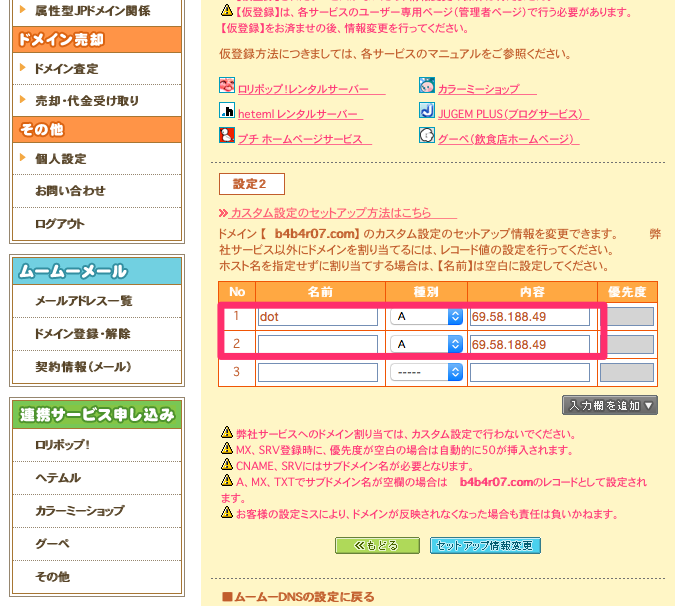 属性型JPドメイン関係
ドメイン売却
ドメイン査定
売却・代金受け取り
その他
個人設定
お問い合わせ
ログアウト
ムームーメール
メールアドレス一覧
ドメイン登録・解除
契約情報(メール)
連携サービス申し込み
ロリポップ!
ヘテムル
カラーミーショップ
グーペ
その他
【仮登録】は、各サービスのユーザー専用ページ(管理者ページ)で行う必要があります。
【仮登録】をお済ませの後、情報変更を行ってください。
仮登録方法につきましては、各サービスのマニュアルをご参照ください。
ロリポップ!レンタルサーバー
カラーミーショップ
heteml レンタルサーバー
JUGEM PLUS(ブログサービス)
プチ ホームページサービス
グーペ(飲食店ホームページ)
設定2
カスタム設定のセットアップ方法はこちら
ドメイン【 b4b4r07.com】のカスタム設定のセットアップ情報を変更できます。 弊
社サービス以外にドメインを割り当てるには、レコード値の設定を行ってください。
ホスト名を指定せずに割り当てする場合は、【名前】は空白に設定してください。
No 名前 種別 内容 優先度
1 dot A 69.58.188.49
2 A 69.58.188.49
3 -----
入力欄を追加▼
弊社サービスへのドメイン割り当ては、カスタム設定で行わないでください。
MX、SRV登録時に、優先度が空白の場合は自動的に50が挿入されます。
CNAME、SRVにはサブドメイン名が必要となります。
A、MX、TXTでサブドメイン名が空欄の場合は b4b4r07.comのレコードとして設定され
ます。
お客様の設定ミスにより、ドメインが反映されなくなった場合も責任は負いかねます。
≪もどる
セットアップ情報変更
■ムームーDNSの設定に戻る